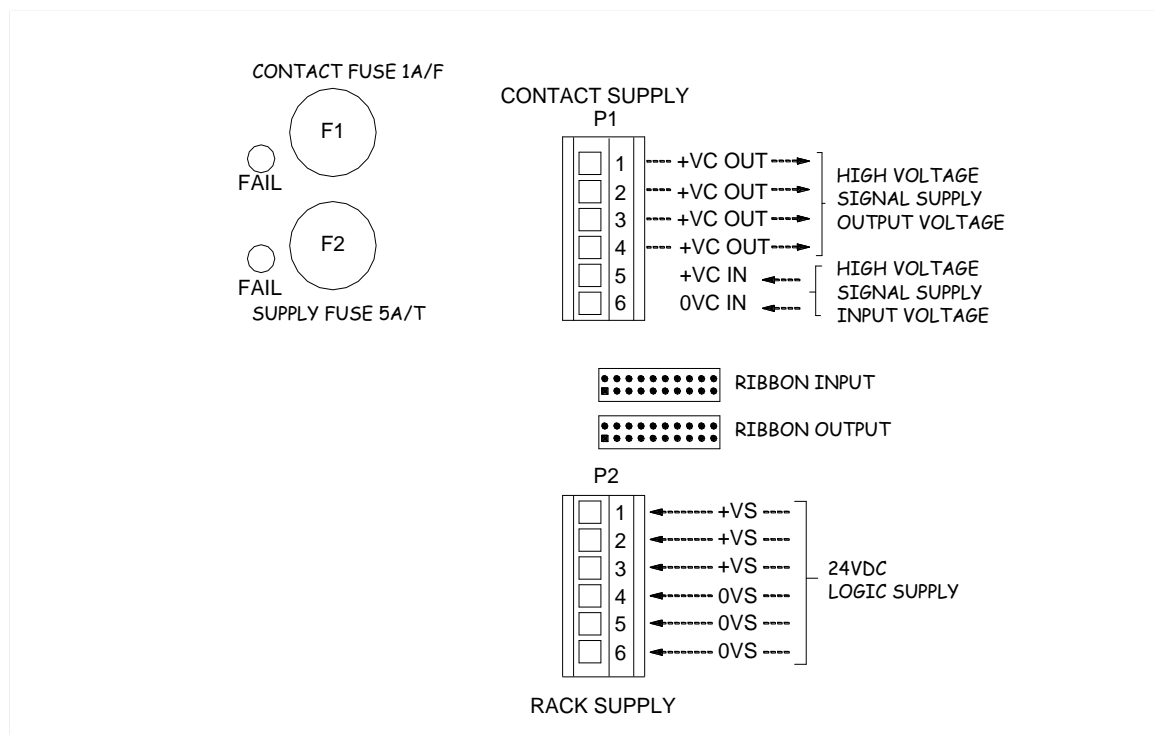 CONTACT FUSE 1A/F
F1
FAIL
F2
FAIL
SUPPLY FUSE 5A/T
CONTACT SUPPLY
P1
1 +VC OUT
2 +VC OUT
3 +VC OUT
4 +VC OUT
HIGH VOLTAGE
SIGNAL SUPPLY
OUTPUT VOLTAGE
5 +VC IN
6 0VC IN
HIGH VOLTAGE
SIGNAL SUPPLY
INPUT VOLTAGE
RIBBON INPUT
RIBBON OUTPUT
P2
1 +VS
2 +VS
3 +VS
4 0VS
5 0VS
6 0VS
24VDC
LOGIC SUPPLY
RACK SUPPLY